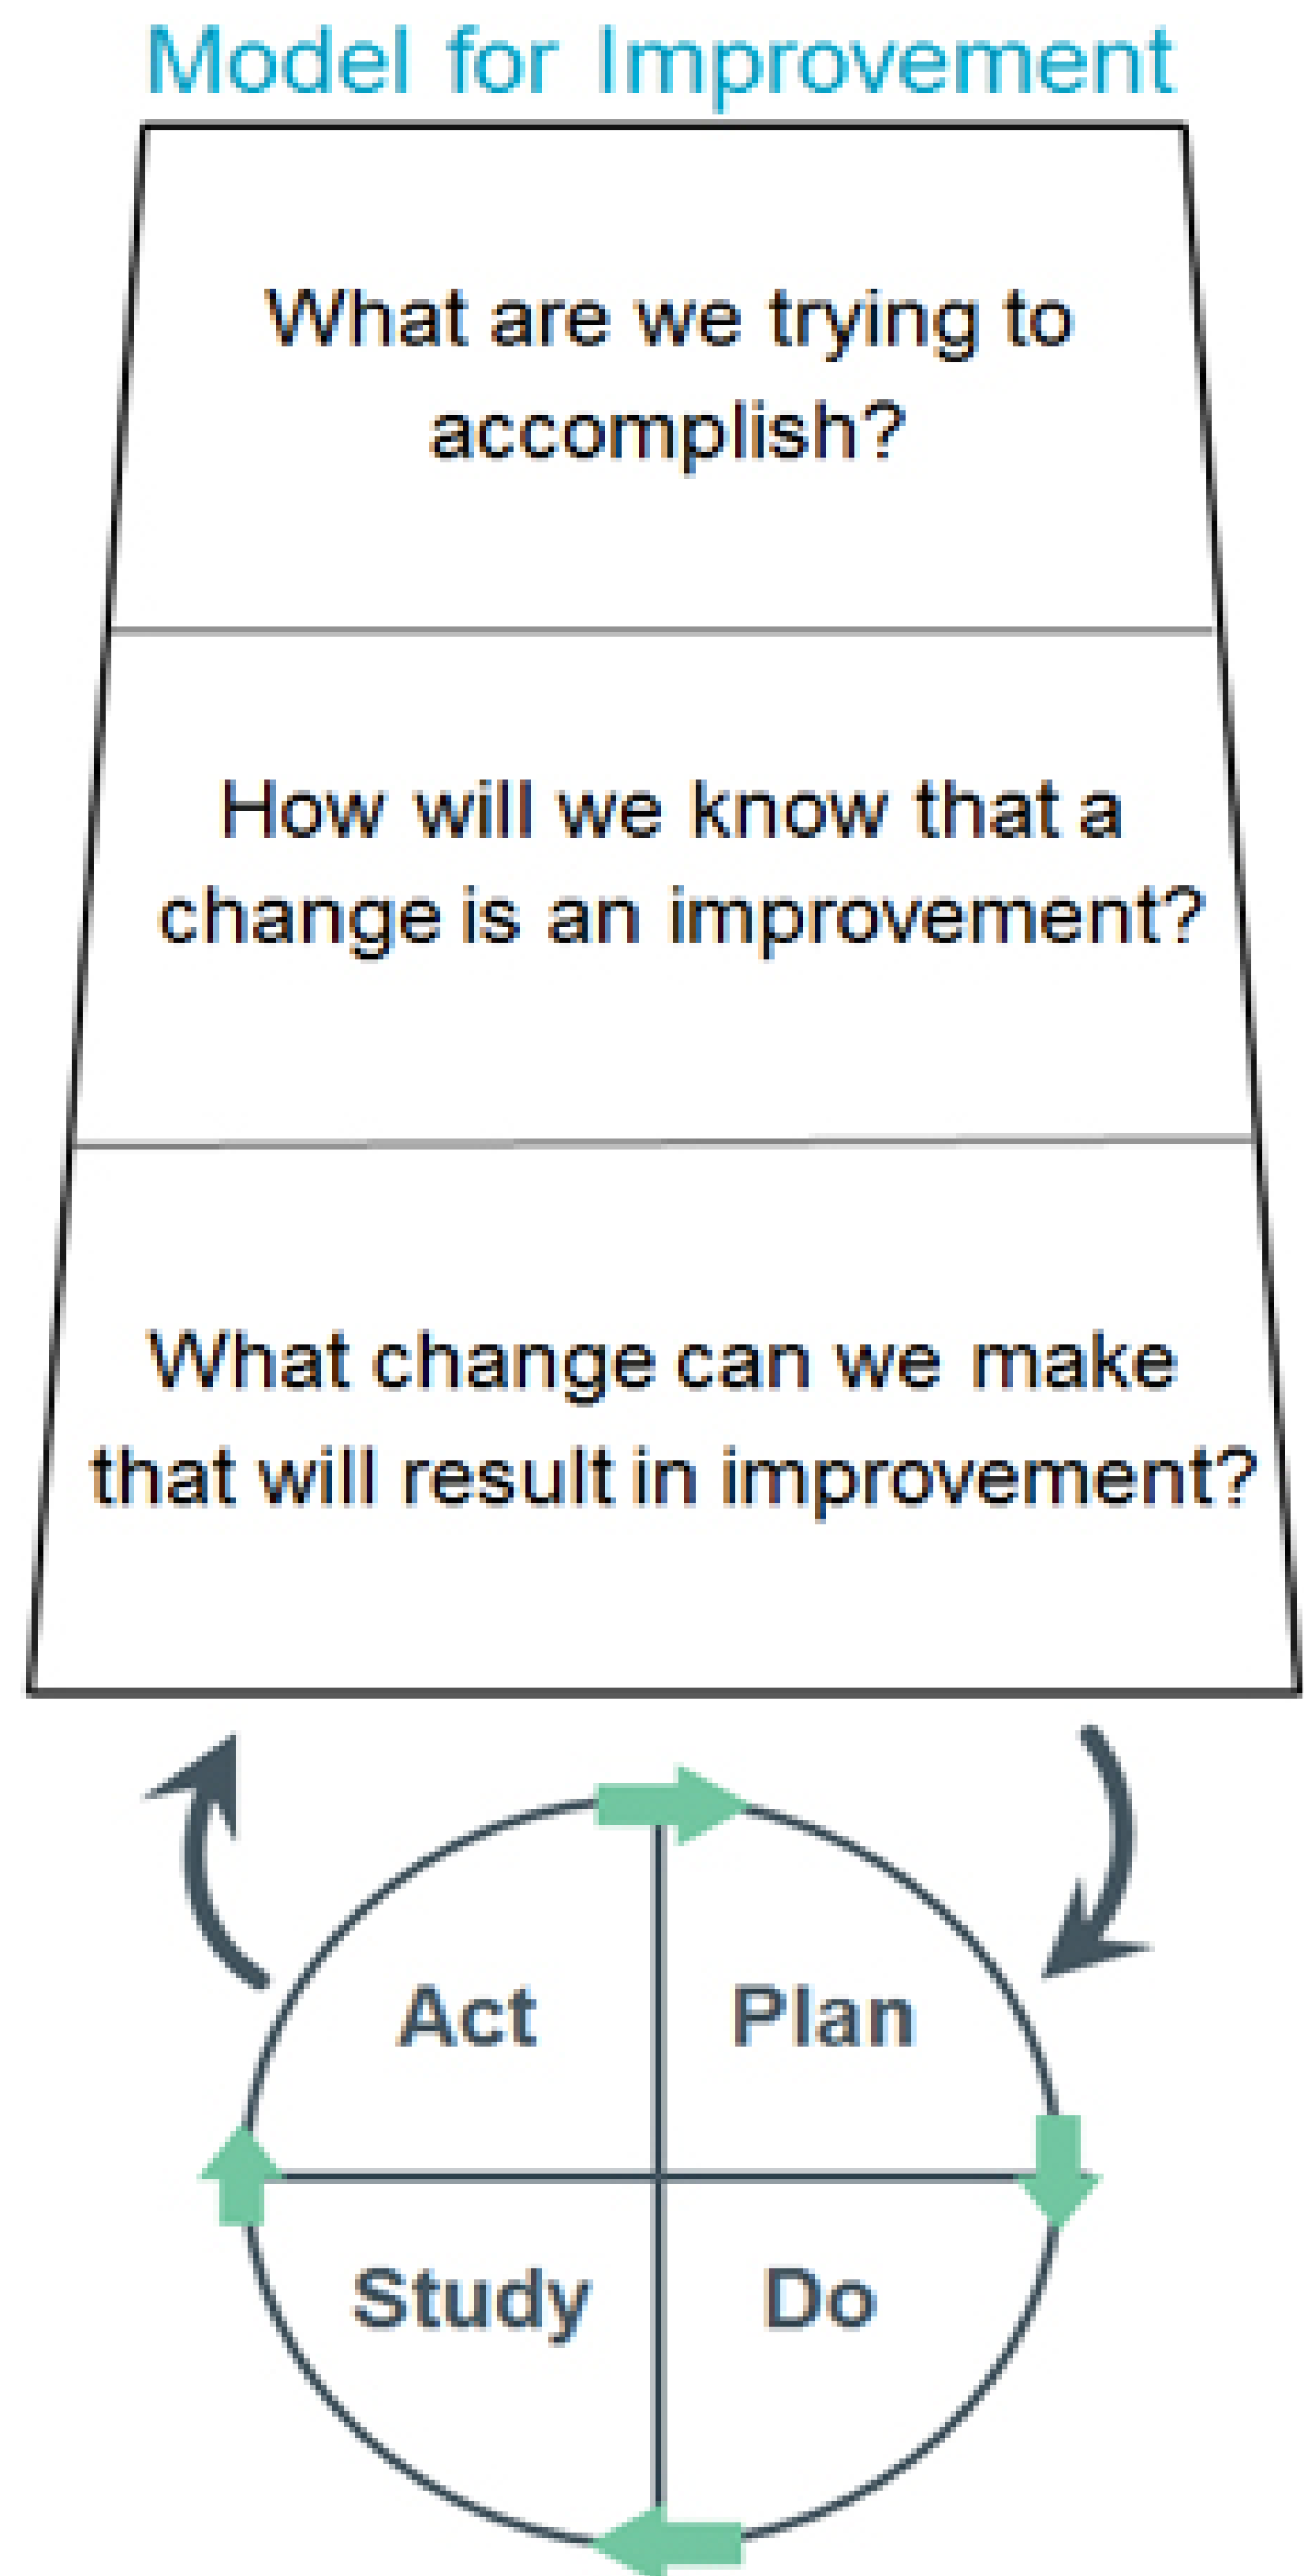 Model for Improvement
What are we trying to
accomplish?
How will we know that a
change is an improvement?
What change can we make
that will result in improvement?
Act
Plan
Study
Do